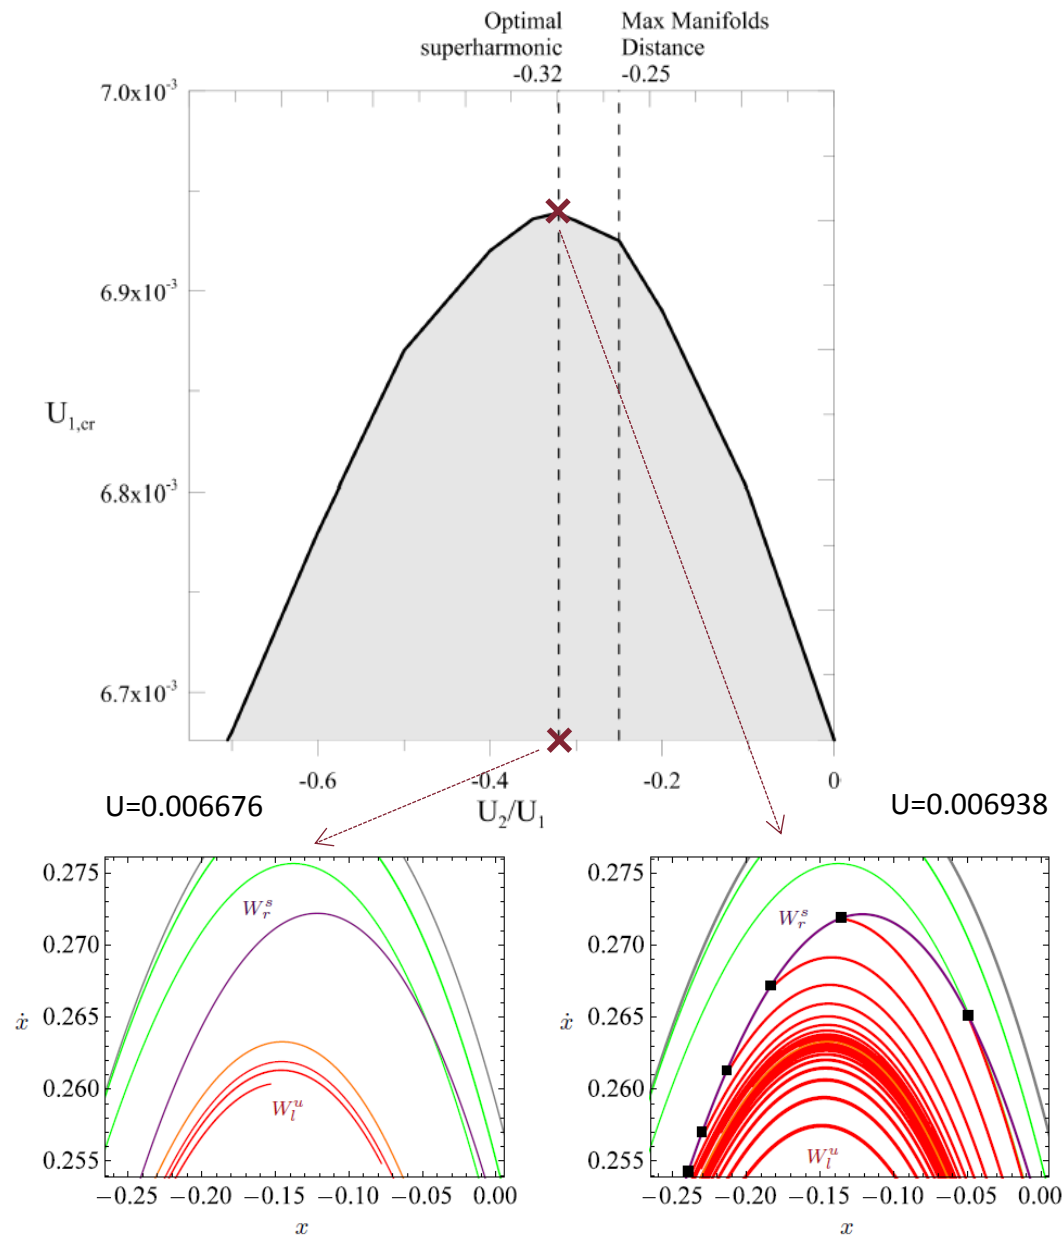 Optimal
superharmonic
-0.32
Max Manifolds
Distance
-0.25
7.0x10⁻³
6.9x10⁻³
U₁,cr
6.8x10⁻³
6.7x10⁻³
-0.6 -0.4 -0.2 0
U₂/U₁
U=0.006676
U=0.006938
0.275
0.270
0.265
ẋ
0.260
0.255
−0.25 −0.20 −0.15 −0.10 −0.05 0.00
x
W_r^s
W_l^u
0.275
0.270
0.265
ẋ
0.260
0.255
−0.25 −0.20 −0.15 −0.10 −0.05 0.00
x
W_r^s
W_l^u